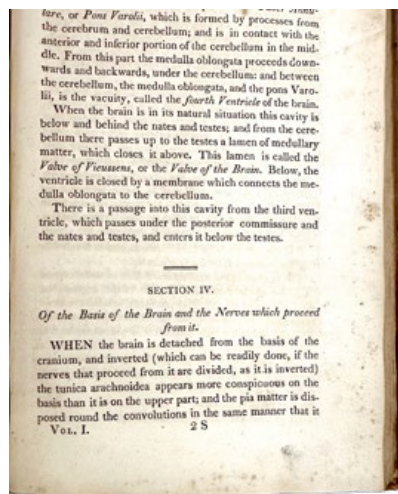 ture, or Pons Varolii, which is formed by processes from
the cerebrum and cerebellum; and is in contact with the
anterior and inferior portion of the cerebellum in the mid-
dle. From this part the medulla oblongata proceeds down-
wards and backwards, under the cerebellum: and between
the cerebellum, the medulla oblongata, and the pons Varo-
lii, is the vacuity, called the fourth Ventricle of the brain.
When the brain is in its natural situation this cavity is
below and behind the nates and testes; and from the cere-
bellum there passes up to the testes a lamen of medullary
matter, which closes it above. This lamen is called the
Valve of Vieussens, or the Valve of the Brain. Below, the
ventricle is closed by a membrane which connects the me-
dulla oblongata to the cerebellum.
There is a passage into this cavity from the third ven-
tricle, which passes under the posterior commissure and
the nates and testes, and enters it below the testes.
SECTION IV.
Of the Basis of the Brain and the Nerves which proceed
from it.
WHEN the brain is detached from the basis of the
cranium, and inverted (which can be readily done, if the
nerves that proceed from it are divided, as it is inverted)
the tunica arachnoidea appears more conspicuous on the
basis than it is on the upper part; and the pia matter is dis-
posed round the convolutions in the same manner that it
VOL. I. 2 S